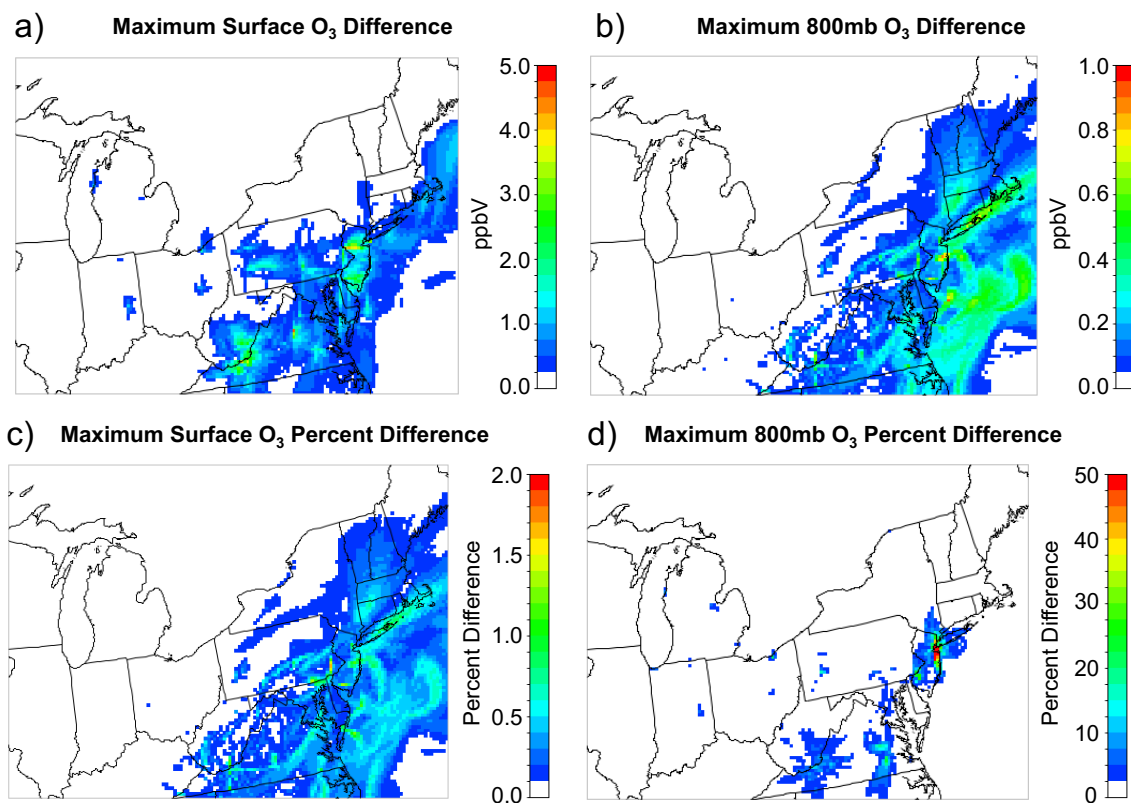 a) Maximum Surface O₃ Difference
5.0
4.0
3.0
2.0
1.0
0.0
ppbV
b) Maximum 800mb O₃ Difference
1.0
0.8
0.6
0.4
0.2
0.0
ppbV
c) Maximum Surface O₃ Percent Difference
2.0
1.5
1.0
0.5
0.0
Percent Difference
d) Maximum 800mb O₃ Percent Difference
50
40
30
20
10
0
Percent Difference